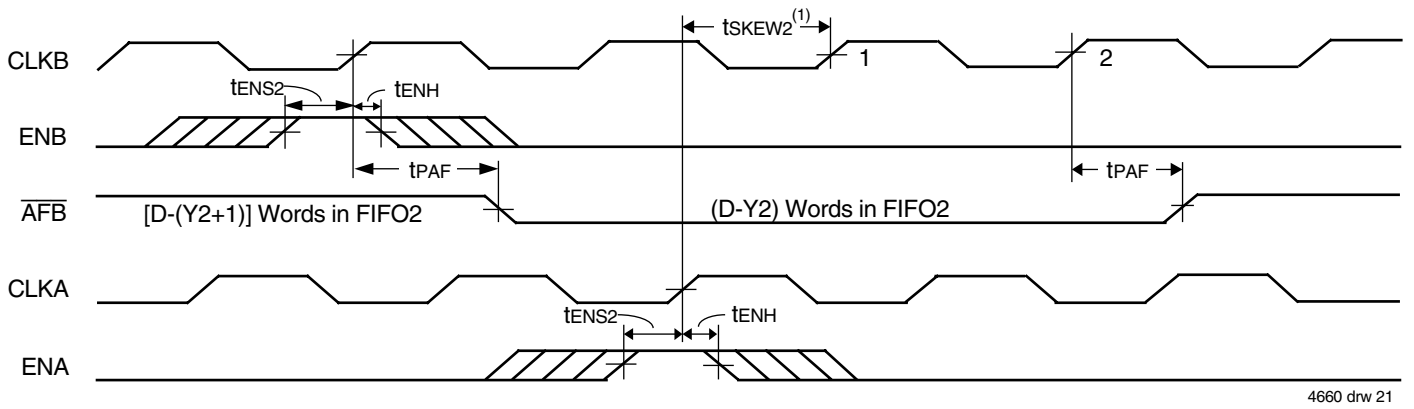 tSKEW2(1)
CLKB
1
2
tENS2
tENH
ENB
tPAF
tPAF
AFB
[D-(Y2+1)] Words in FIFO2
(D-Y2) Words in FIFO2
CLKA
tENS2
tENH
ENA
4660 drw 21